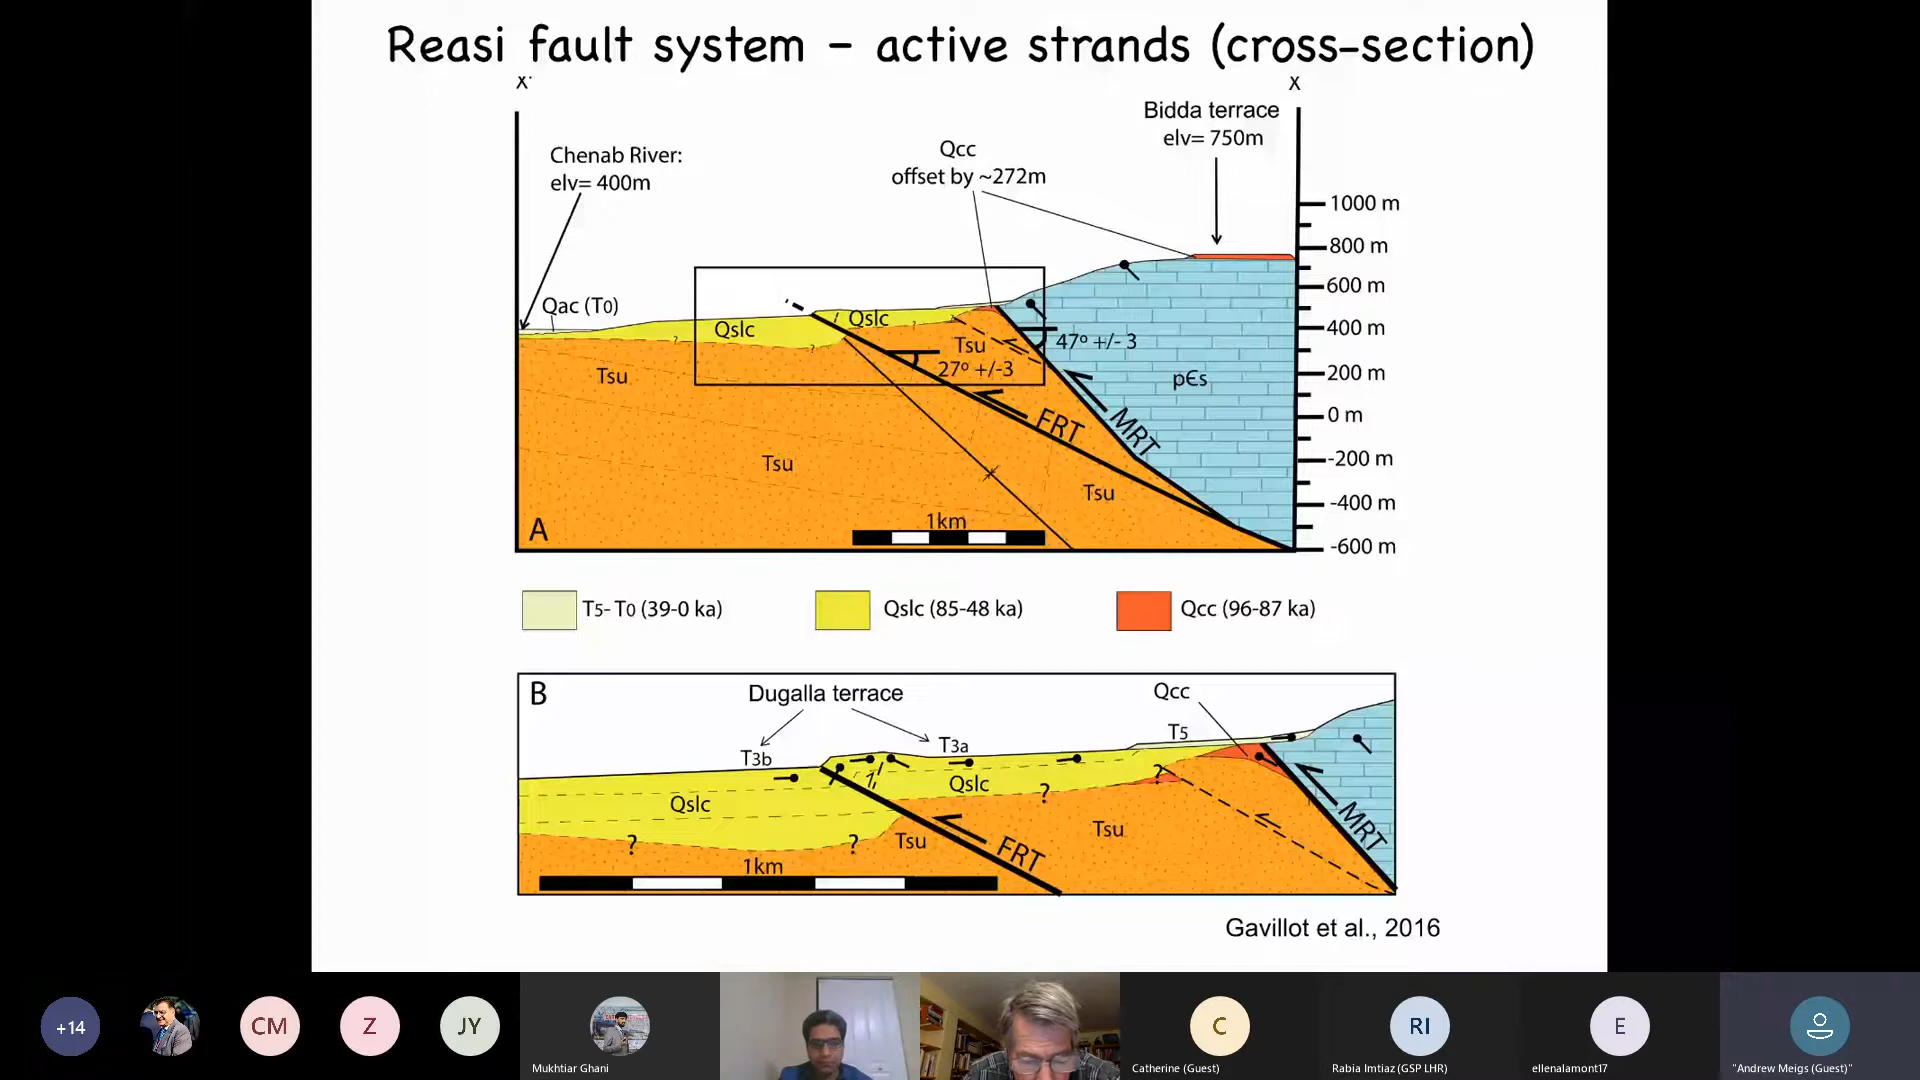 Reasi fault system – active strands (cross-section)
X'
X
Bidda terrace
elv= 750m
Chenab River:
elv= 400m
Qcc
offset by ~272m
1000 m
800 m
600 m
400 m
200 m
0 m
-200 m
-400 m
-600 m
Qac (T0)
Qslc
?
?
Qslc
?
Tsu
Tsu
27º +/-3
47º +/- 3
pЄs
FRT
MRT
Tsu
Tsu
A
1km
T5- T0 (39-0 ka)
Qslc (85-48 ka)
Qcc (96-87 ka)
B
Dugalla terrace
Qcc
T3b
T3a
T5
Qslc
Qslc
?
?
?
?
Tsu
Tsu
FRT
MRT
1km
Gavillot et al., 2016
+14
CM
Z
JY
Mukhtiar Ghani
C
Catherine (Guest)
RI
Rabia Imtiaz (GSP LHR)
E
ellenalamont17
"Andrew Meigs (Guest)"